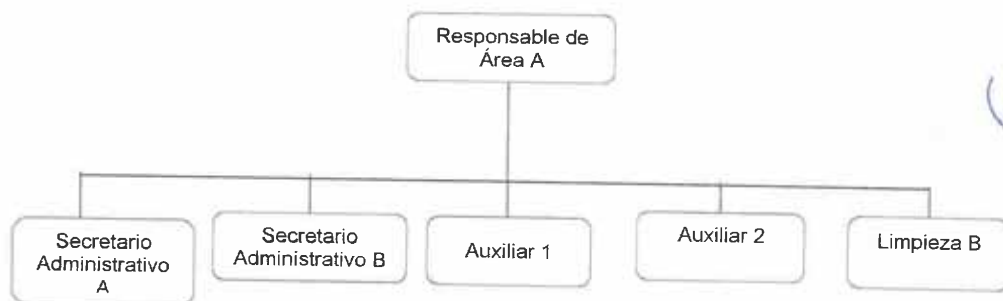 Responsable de
Área A
Secretario
Administrativo
A
Secretario
Administrativo B
Auxiliar 1
Auxiliar 2
Limpieza B